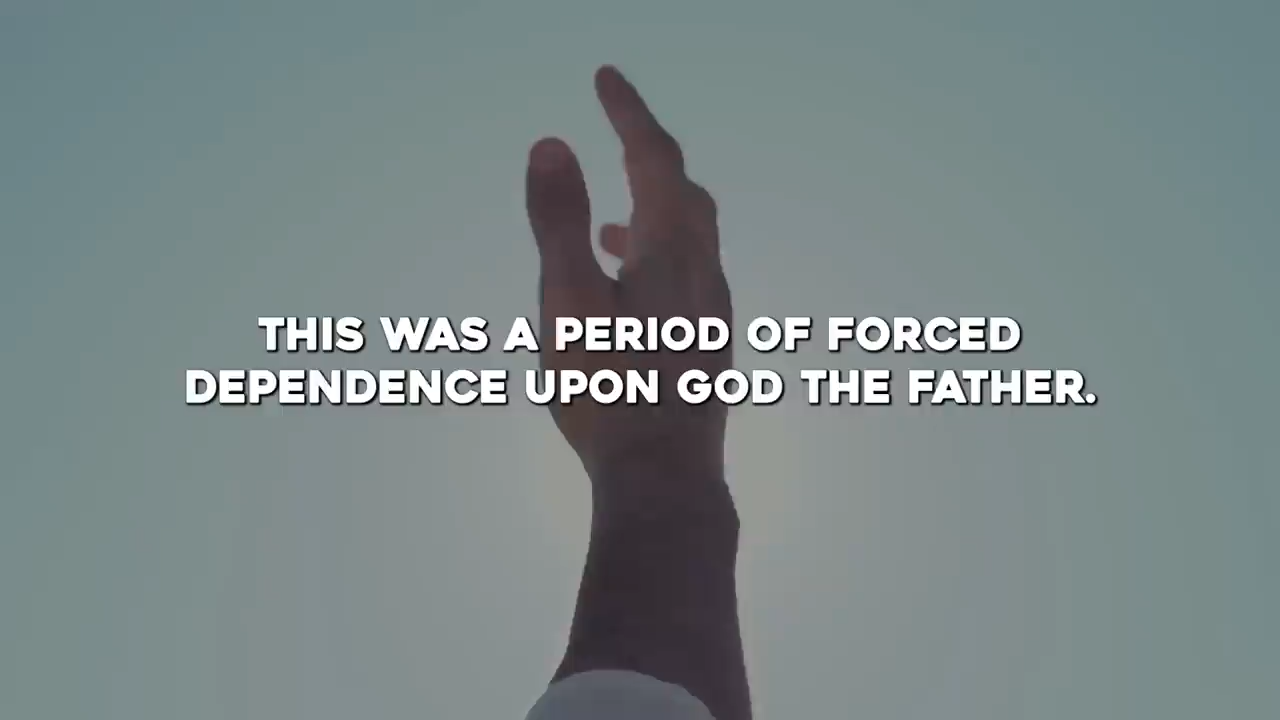 THIS WAS A PERIOD OF FORCED
DEPENDENCE UPON GOD THE FATHER.